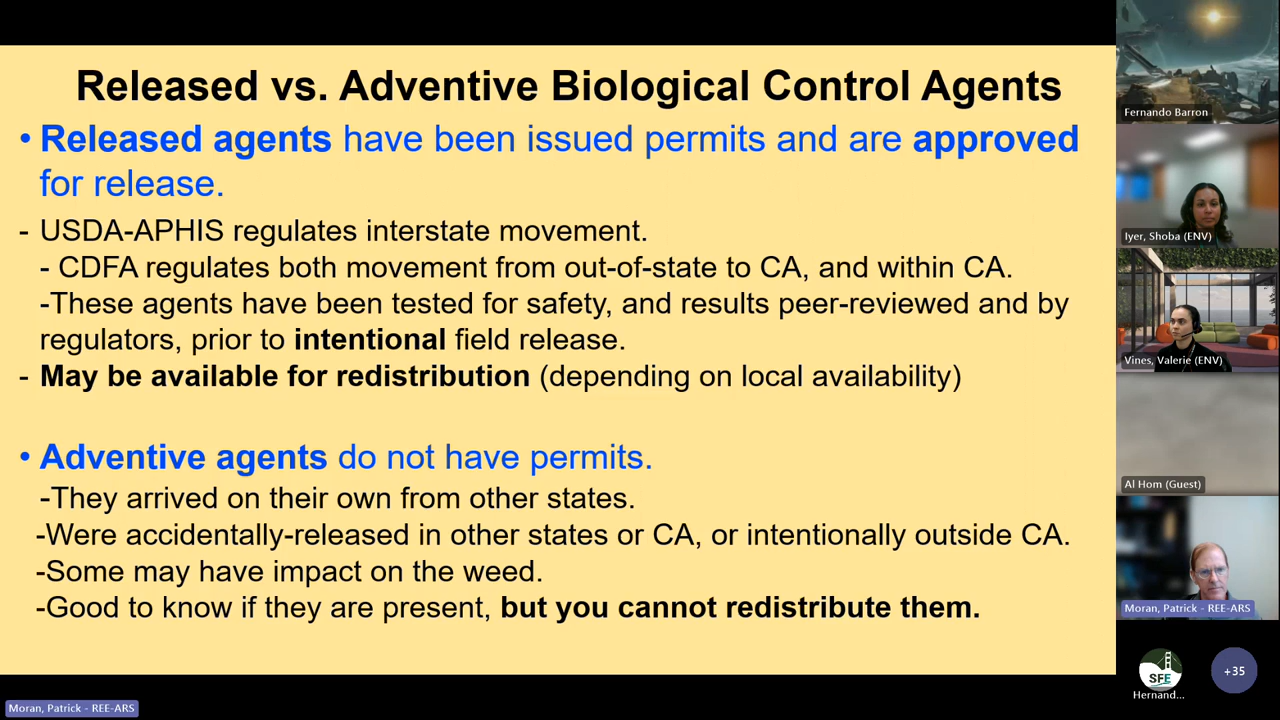 Released vs. Adventive Biological Control Agents
• Released agents have been issued permits and are approved
for release.
- USDA-APHIS regulates interstate movement.
- CDFA regulates both movement from out-of-state to CA, and within CA.
-These agents have been tested for safety, and results peer-reviewed and by
regulators, prior to intentional field release.
- May be available for redistribution (depending on local availability)
• Adventive agents do not have permits.
-They arrived on their own from other states.
-Were accidentally-released in other states or CA, or intentionally outside CA.
-Some may have impact on the weed.
-Good to know if they are present, but you cannot redistribute them.
Moran, Patrick - REE-ARS
Fernando Barron
Iyer, Shoba (ENV)
Vines, Valerie (ENV)
Al Hom (Guest)
Moran, Patrick - REE-ARS
SFE
Hernand...
+35